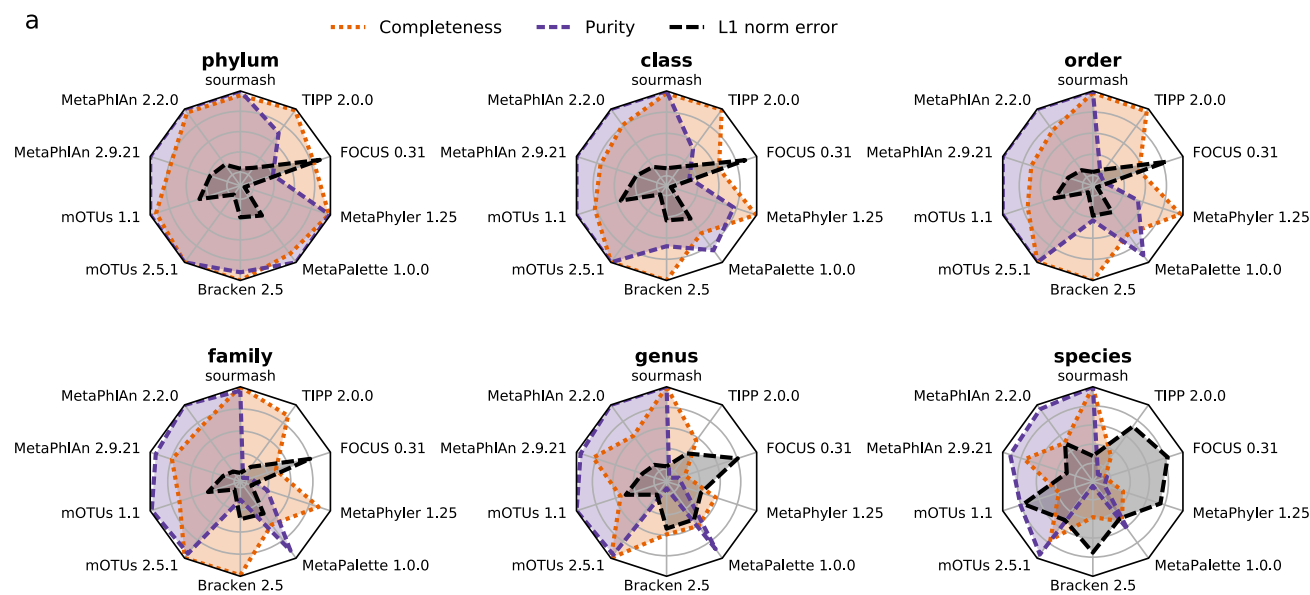 a
Completeness Purity L1 norm error
phylum
sourmash
MetaPhlAn 2.2.0
TIPP 2.0.0
MetaPhlAn 2.9.21
FOCUS 0.31
mOTUs 1.1
MetaPhyler 1.25
mOTUs 2.5.1
MetaPalette 1.0.0
Bracken 2.5
class
sourmash
MetaPhlAn 2.2.0
TIPP 2.0.0
MetaPhlAn 2.9.21
FOCUS 0.31
mOTUs 1.1
MetaPhyler 1.25
mOTUs 2.5.1
MetaPalette 1.0.0
Bracken 2.5
order
sourmash
MetaPhlAn 2.2.0
TIPP 2.0.0
MetaPhlAn 2.9.21
FOCUS 0.31
mOTUs 1.1
MetaPhyler 1.25
mOTUs 2.5.1
MetaPalette 1.0.0
Bracken 2.5
family
sourmash
MetaPhlAn 2.2.0
TIPP 2.0.0
MetaPhlAn 2.9.21
FOCUS 0.31
mOTUs 1.1
MetaPhyler 1.25
mOTUs 2.5.1
MetaPalette 1.0.0
Bracken 2.5
genus
sourmash
MetaPhlAn 2.2.0
TIPP 2.0.0
MetaPhlAn 2.9.21
FOCUS 0.31
mOTUs 1.1
MetaPhyler 1.25
mOTUs 2.5.1
MetaPalette 1.0.0
Bracken 2.5
species
sourmash
MetaPhlAn 2.2.0
TIPP 2.0.0
MetaPhlAn 2.9.21
FOCUS 0.31
mOTUs 1.1
MetaPhyler 1.25
mOTUs 2.5.1
MetaPalette 1.0.0
Bracken 2.5